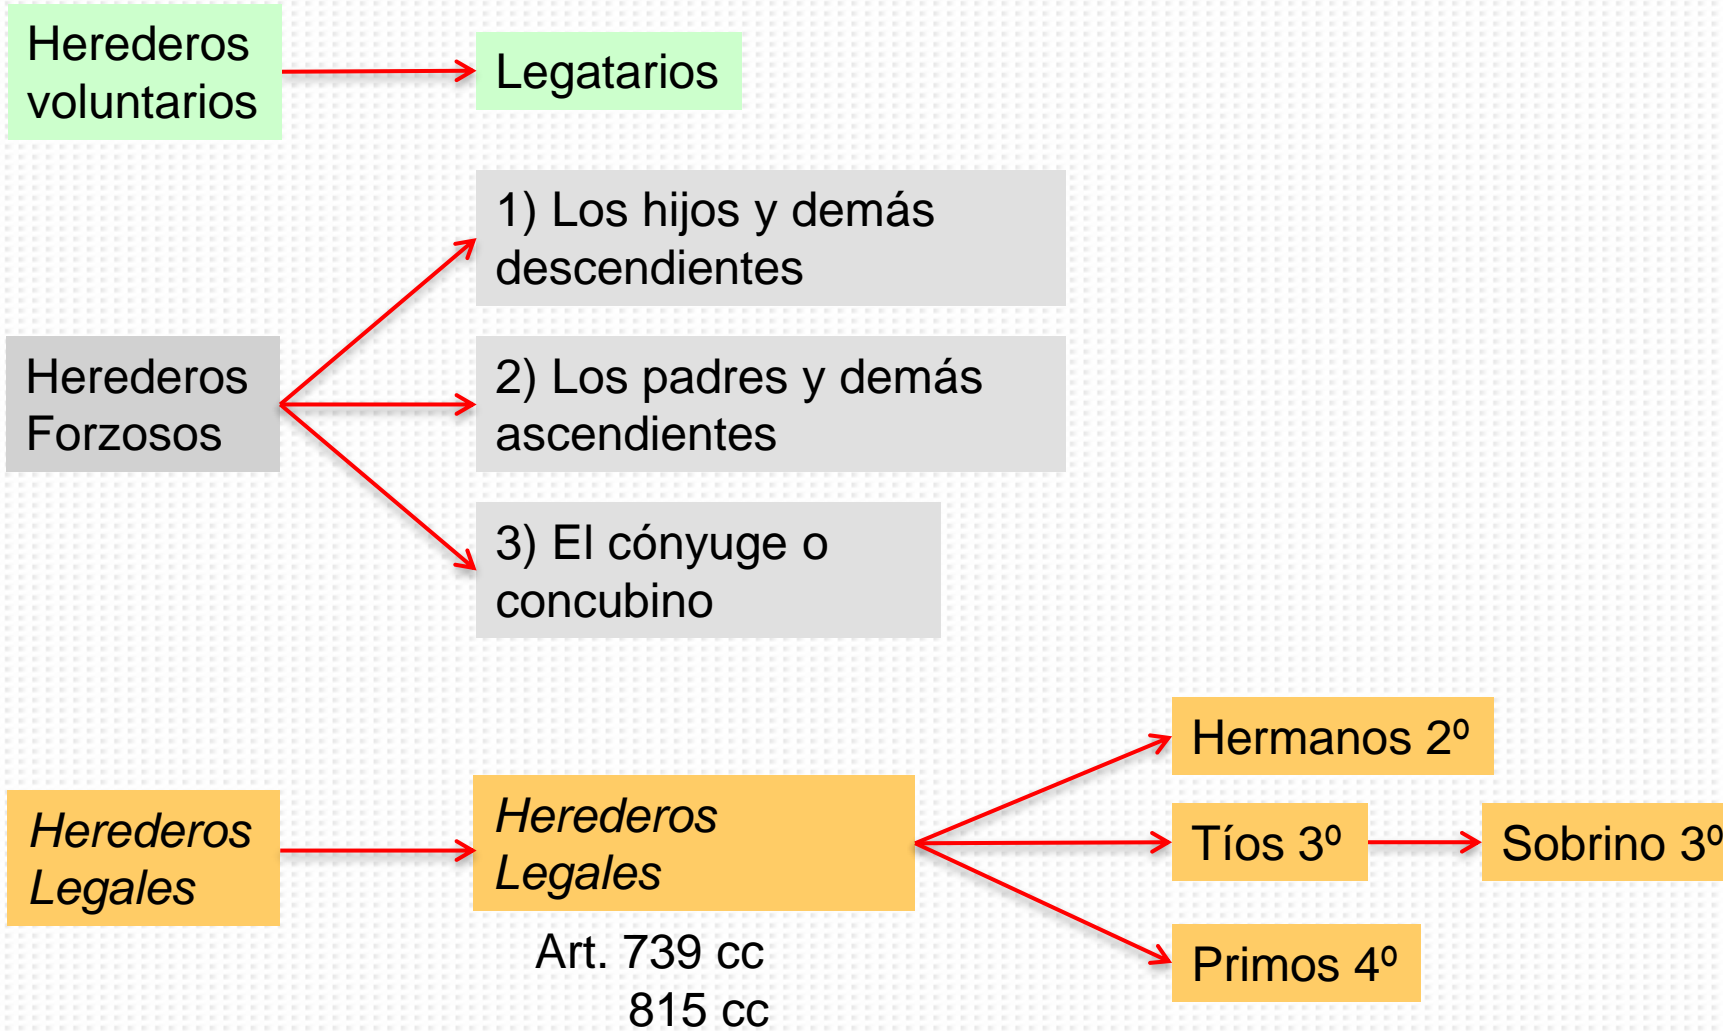 Herederos
voluntarios
Legatarios
1) Los hijos y demás
descendientes
Herederos
Forzosos
2) Los padres y demás
ascendientes
3) El cónyuge o
concubino
Herederos
Legales
Herederos
Legales
Art. 739 cc
815 cc
Hermanos 2º
Tíos 3º
Sobrino 3º
Primos 4º